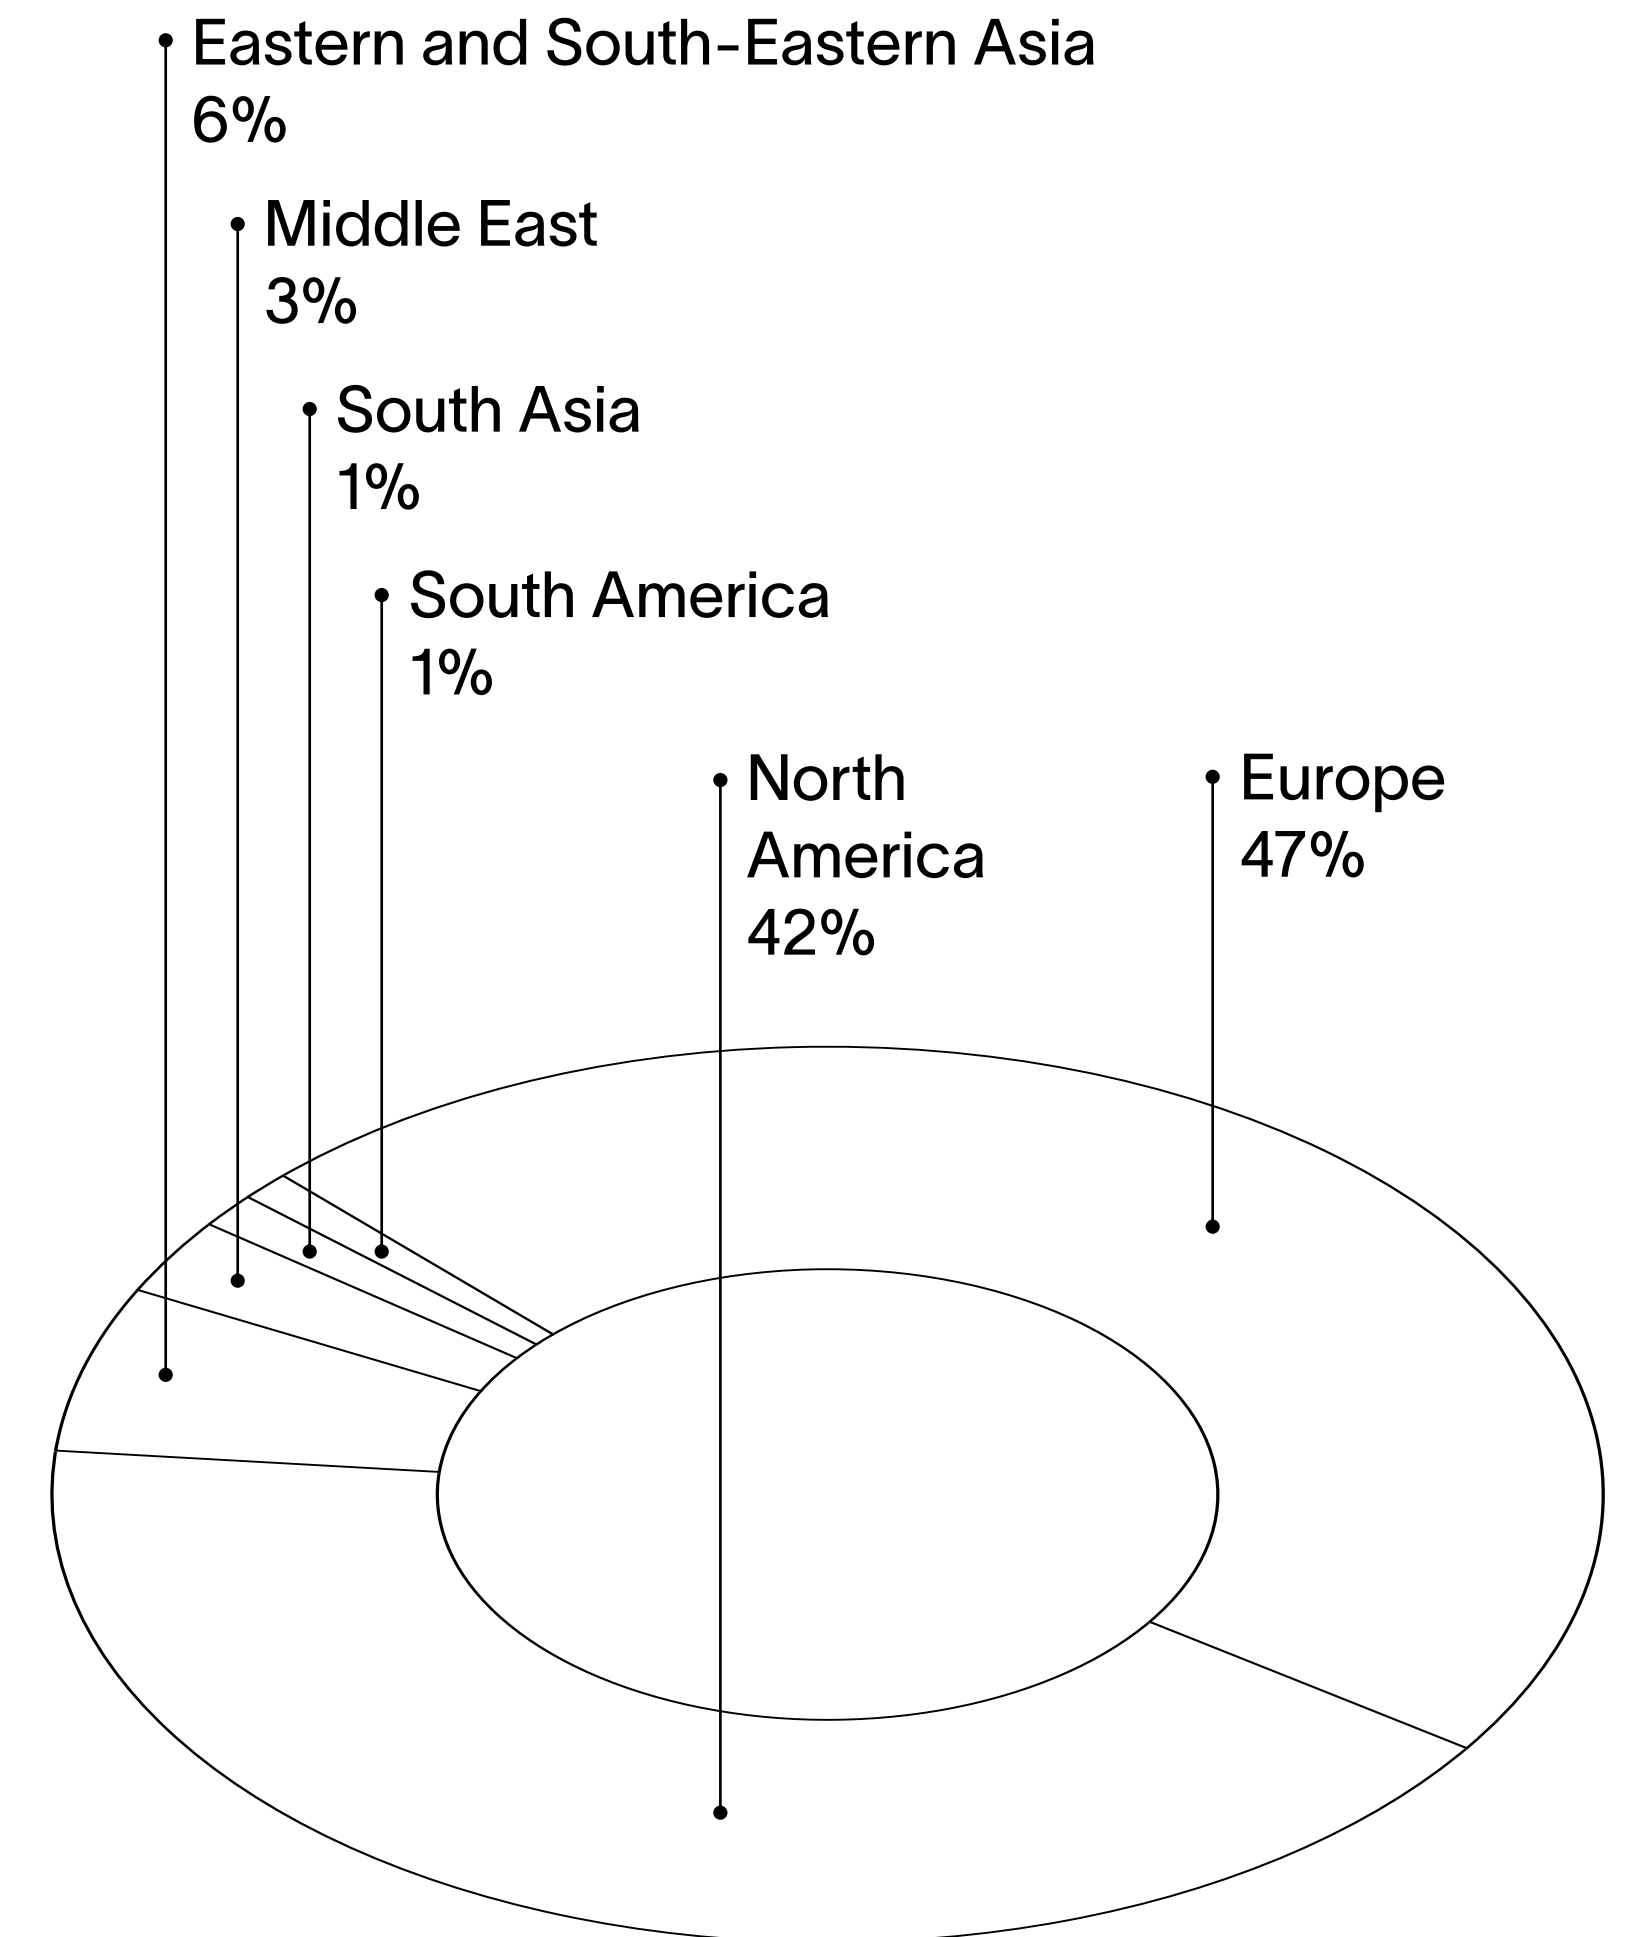 Eastern and South-Eastern Asia
6%
Middle East
3%
South Asia
1%
South America
1%
North
America
42%
Europe
47%